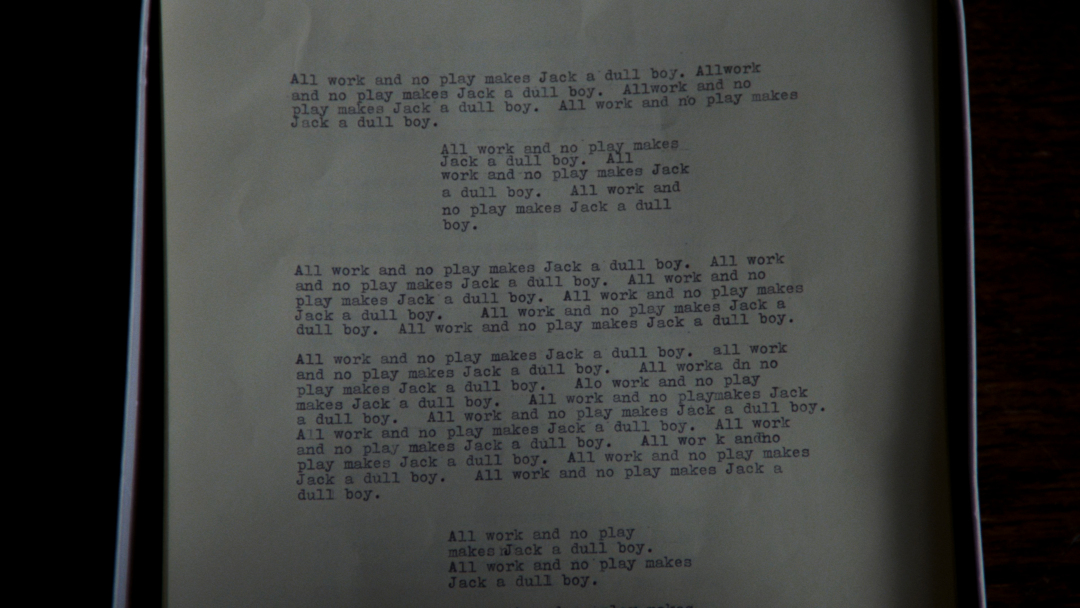 All work and no play makes Jack a dull boy. Allwork
and no play makes Jack a dull boy. Allwork and no
play makes Jack a dull boy. All work and no play makes
Jack a dull boy.
All work and no play makes
Jack a dull boy. All
work and no play makes Jack
a dull boy. All work and
no play makes Jack a dull
boy.
All work and no play makes Jack a dull boy. All work
and no play makes Jack a dull boy. All work and no
play makes Jack a dull boy. All work and no play makes
Jack a dull boy. All work and no play makes Jack a
dull boy. All work and no play makes Jack a dull boy.
All work and no play makes Jack a dull boy. all work
and no play makes Jack a dull boy. All worka dn no
play makes Jack a dull boy. Alo work and no play
makes Jack a dull boy. All work and no playmakes Jack
a dull boy. All work and no play makes Jack a dull boy.
All work and no play makes Jack a dull boy. All work
and no play makes Jack a dull boy. All wor k andho
play makes Jack a dull boy. All work and no play makes
Jack a dull boy. All work and no play makes Jack a
dull boy.
All work and no play
makes Jack a dull boy.
All work and no play makes
Jack a dull boy.